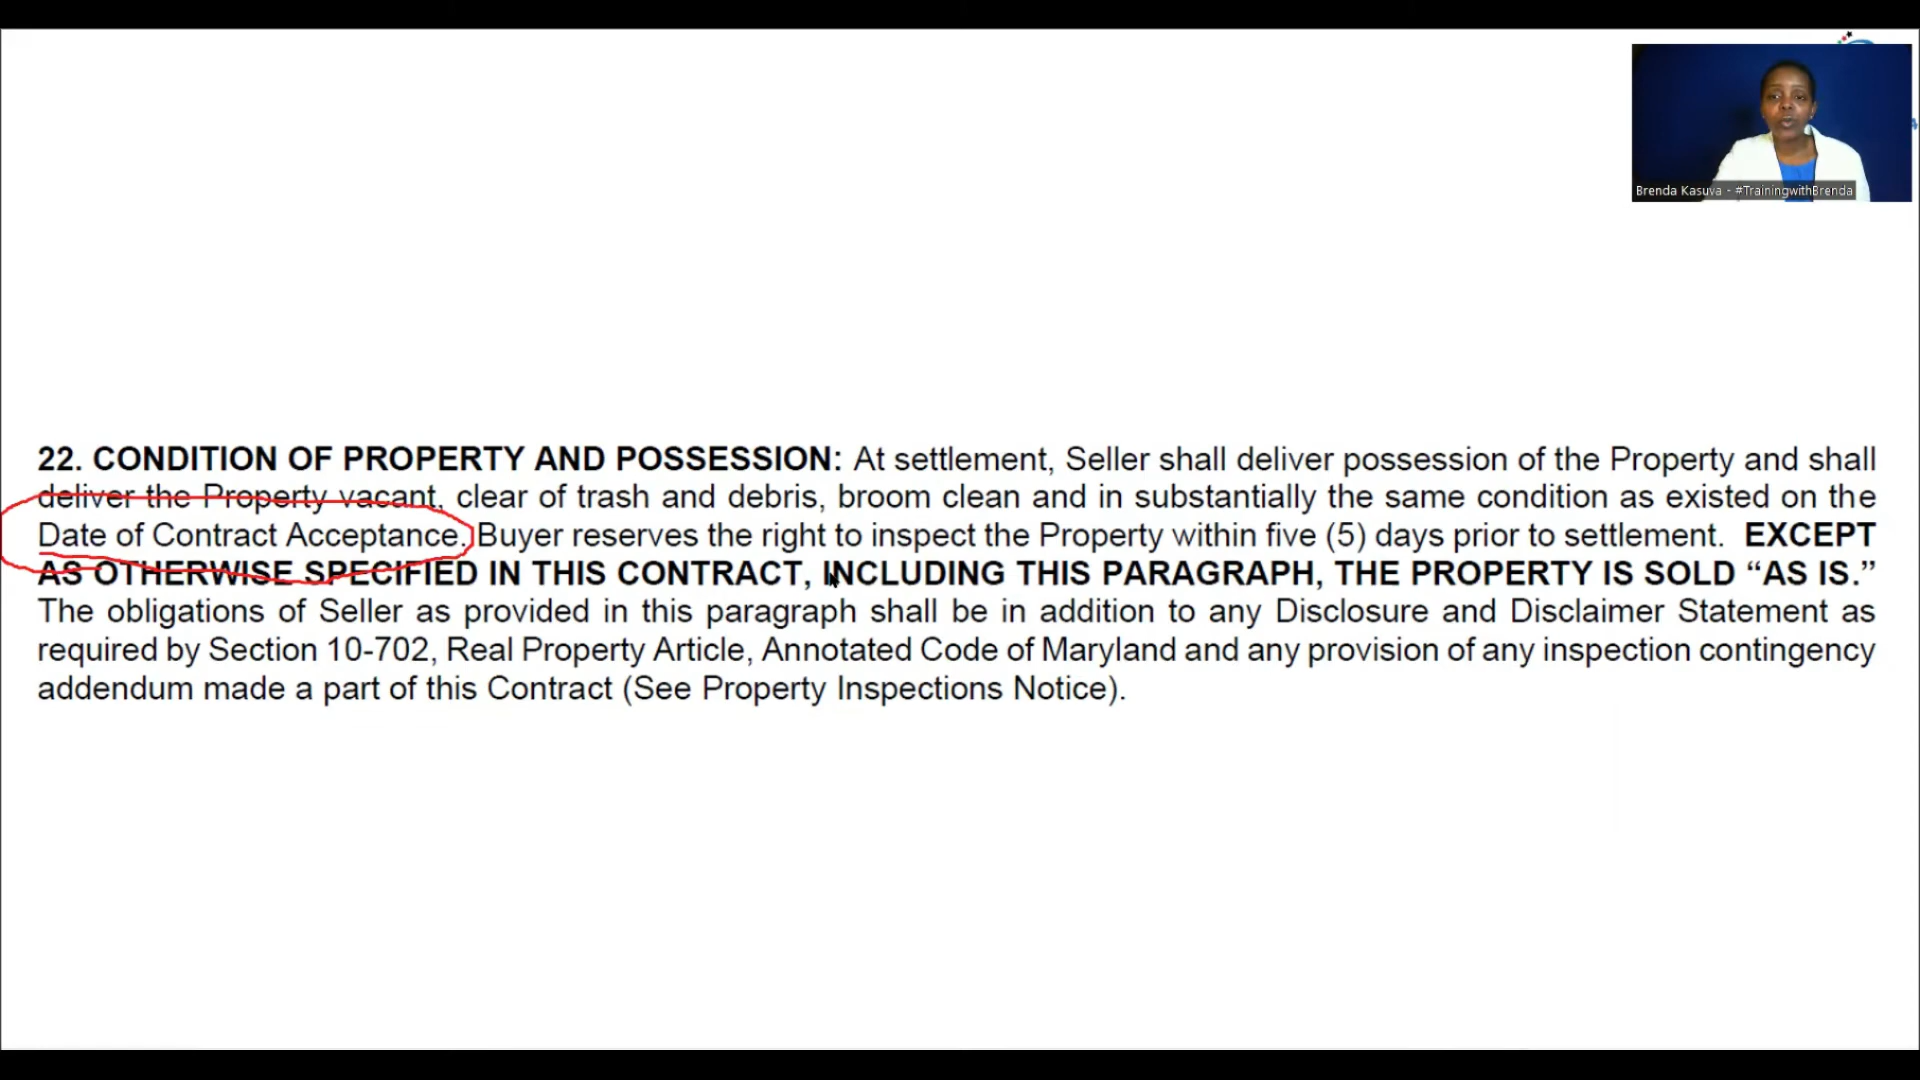 Brenda Kasuva - #TrainingwithBrenda
22. CONDITION OF PROPERTY AND POSSESSION: At settlement, Seller shall deliver possession of the Property and shall
deliver the Property vacant, clear of trash and debris, broom clean and in substantially the same condition as existed on the
Date of Contract Acceptance. Buyer reserves the right to inspect the Property within five (5) days prior to settlement. EXCEPT
AS OTHERWISE SPECIFIED IN THIS CONTRACT, INCLUDING THIS PARAGRAPH, THE PROPERTY IS SOLD “AS IS.”
The obligations of Seller as provided in this paragraph shall be in addition to any Disclosure and Disclaimer Statement as
required by Section 10-702, Real Property Article, Annotated Code of Maryland and any provision of any inspection contingency
addendum made a part of this Contract (See Property Inspections Notice).